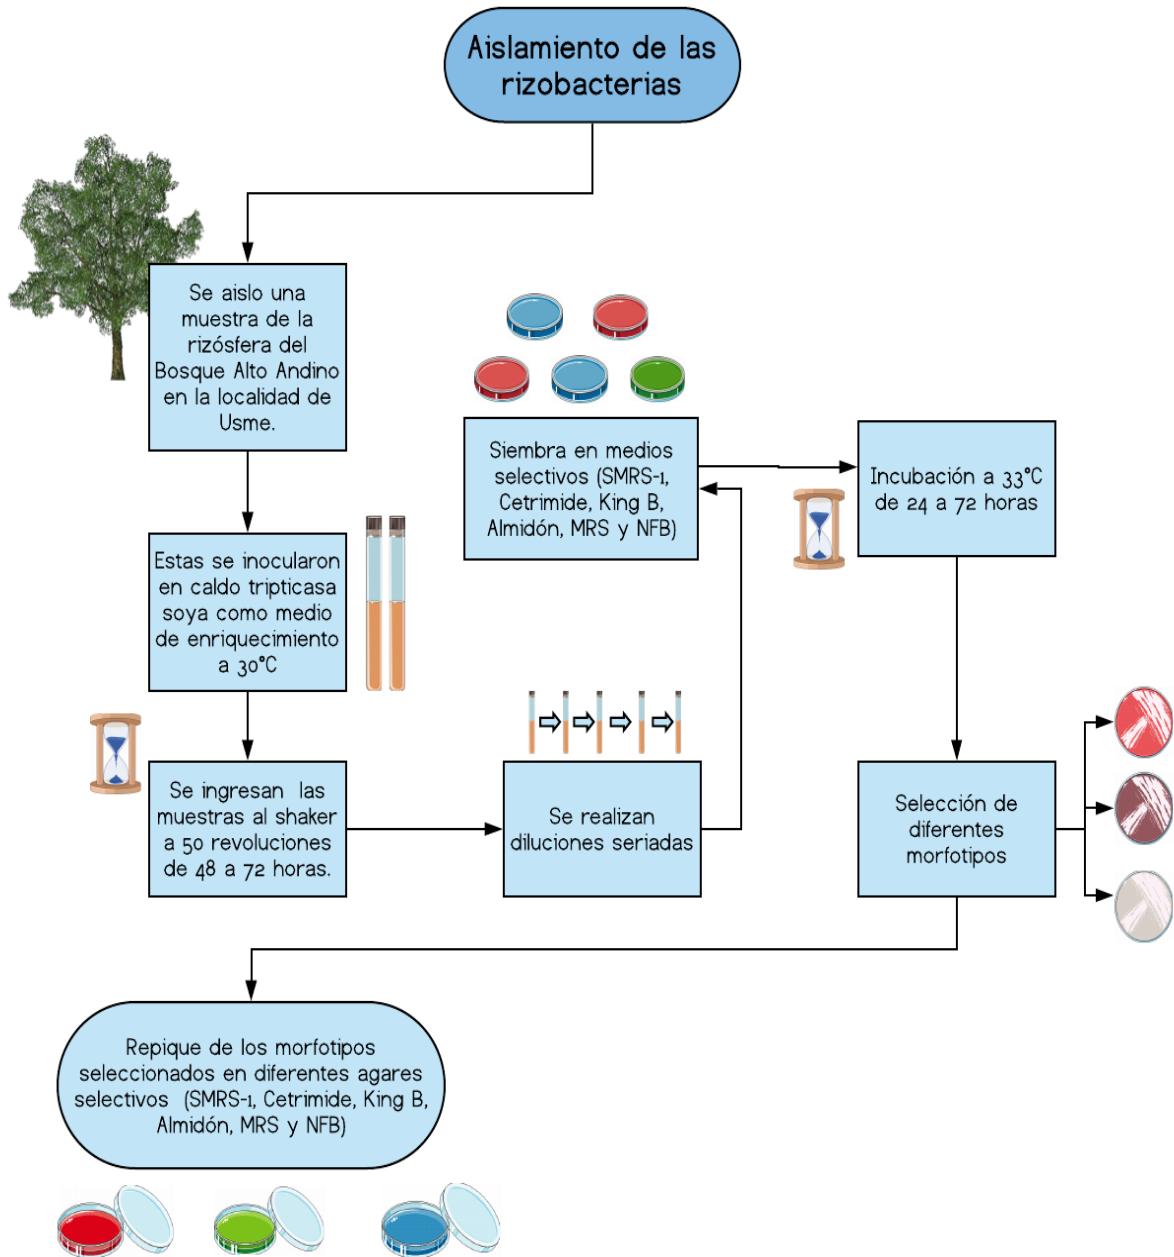 Aislamiento de las
rizobacterias
Se aislo una
muestra de la
rizósfera del
Bosque Alto Andino
en la localidad de
Usme.
Estas se inocularon
en caldo tripticasa
soya como medio
de enriquecimiento
a 30°C
Se ingresan las
muestras al shaker
a 50 revoluciones
de 48 a 72 horas.
Se realizan
diluciones seriadas
Siembra en medios
selectivos (SMRS-1,
Cetrimide, King B,
Almidón, MRS y NFB)
Incubación a 33°C
de 24 a 72 horas
Selección de
diferentes
morfotipos
Repique de los morfotipos
seleccionados en diferentes agares
selectivos (SMRS-1, Cetrimide, King B,
Almidón, MRS y NFB)